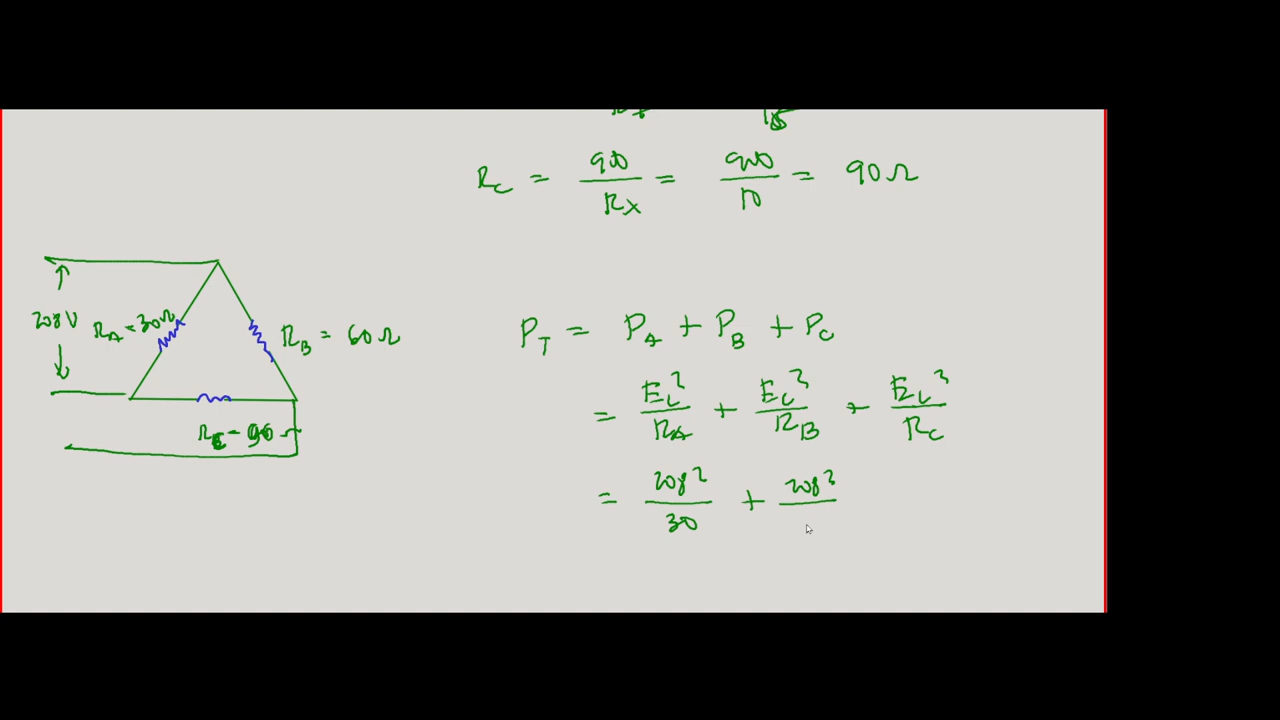 R_C = 900/R_X = 900/10 = 90 Ω
208 V
R_A = 30Ω
R_B = 60 Ω
R_C = 90
P_T = P_A + P_B + P_C
= E_L²/R_A + E_L²/R_B + E_L²/R_C
= 208²/30 + 208²/